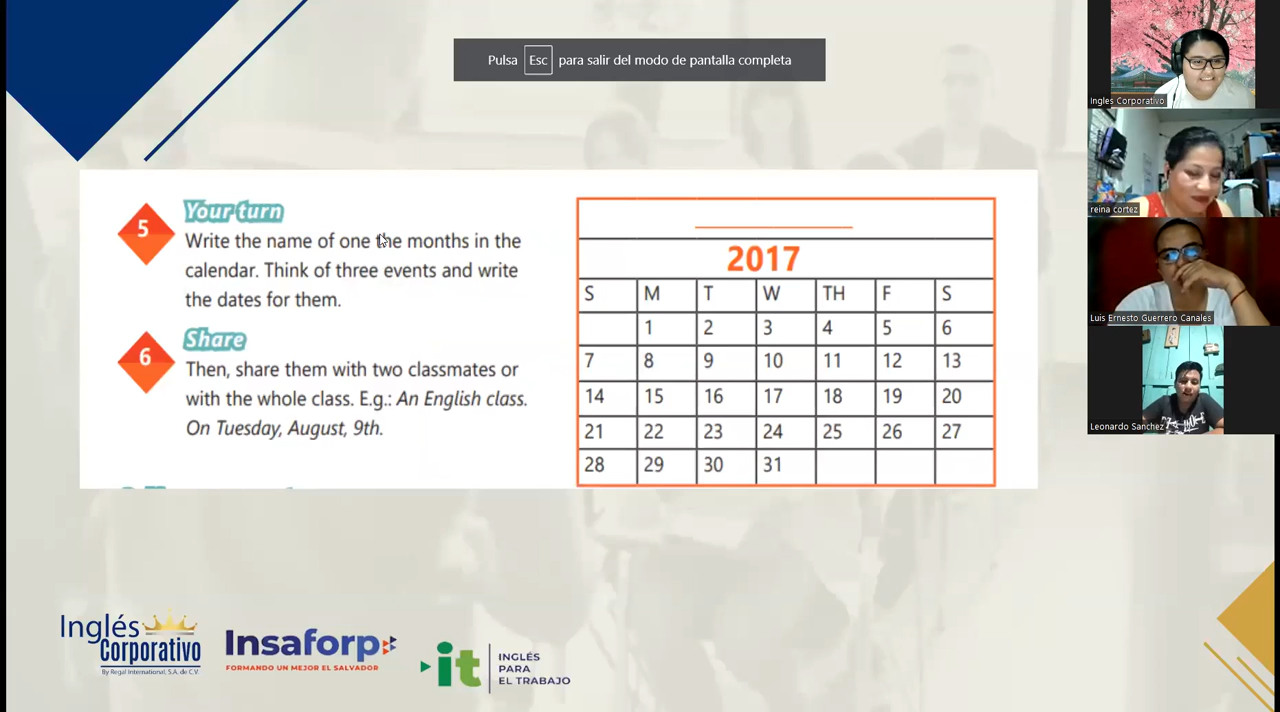 Pulsa Esc para salir del modo de pantalla completa
5
Your turn
Write the name of one the months in the
calendar. Think of three events and write
the dates for them.
6
Share
Then, share them with two classmates or
with the whole class. E.g.: An English class.
On Tuesday, August, 9th.
2017
S M T W TH F S
1 2 3 4 5 6
7 8 9 10 11 12 13
14 15 16 17 18 19 20
21 22 23 24 25 26 27
28 29 30 31
Ingles Corporativo
reina cortez
Luis Ernesto Guerrero Canales
Leonardo Sanchez
Inglés
Corporativo
By Regal International, S.A. de C.V.
Insaforp
FORMANDO UN MEJOR EL SALVADOR
it
INGLÉS
PARA
EL TRABAJO